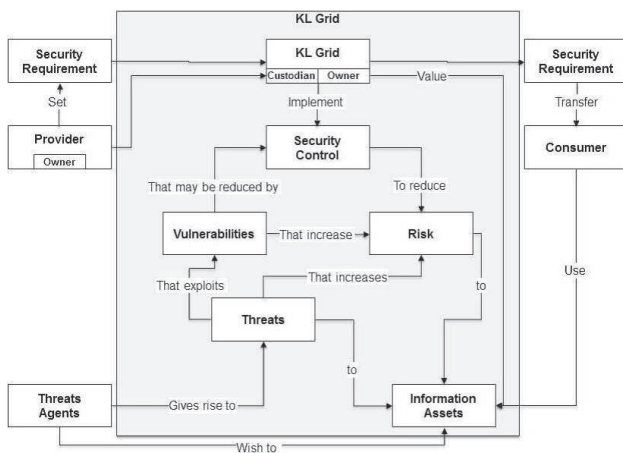 KL Grid
Security
Requirement
KL Grid
Custodian Owner
Security
Requirement
Value
Set
Implement
Transfer
Provider
Owner
Security
Control
Consumer
That may be reduced by
To reduce
Vulnerabilities
That increase
Risk
Use
That exploits
That increases
to
Threats
to
Threats
Agents
Gives rise to
Information
Assets
Wish to